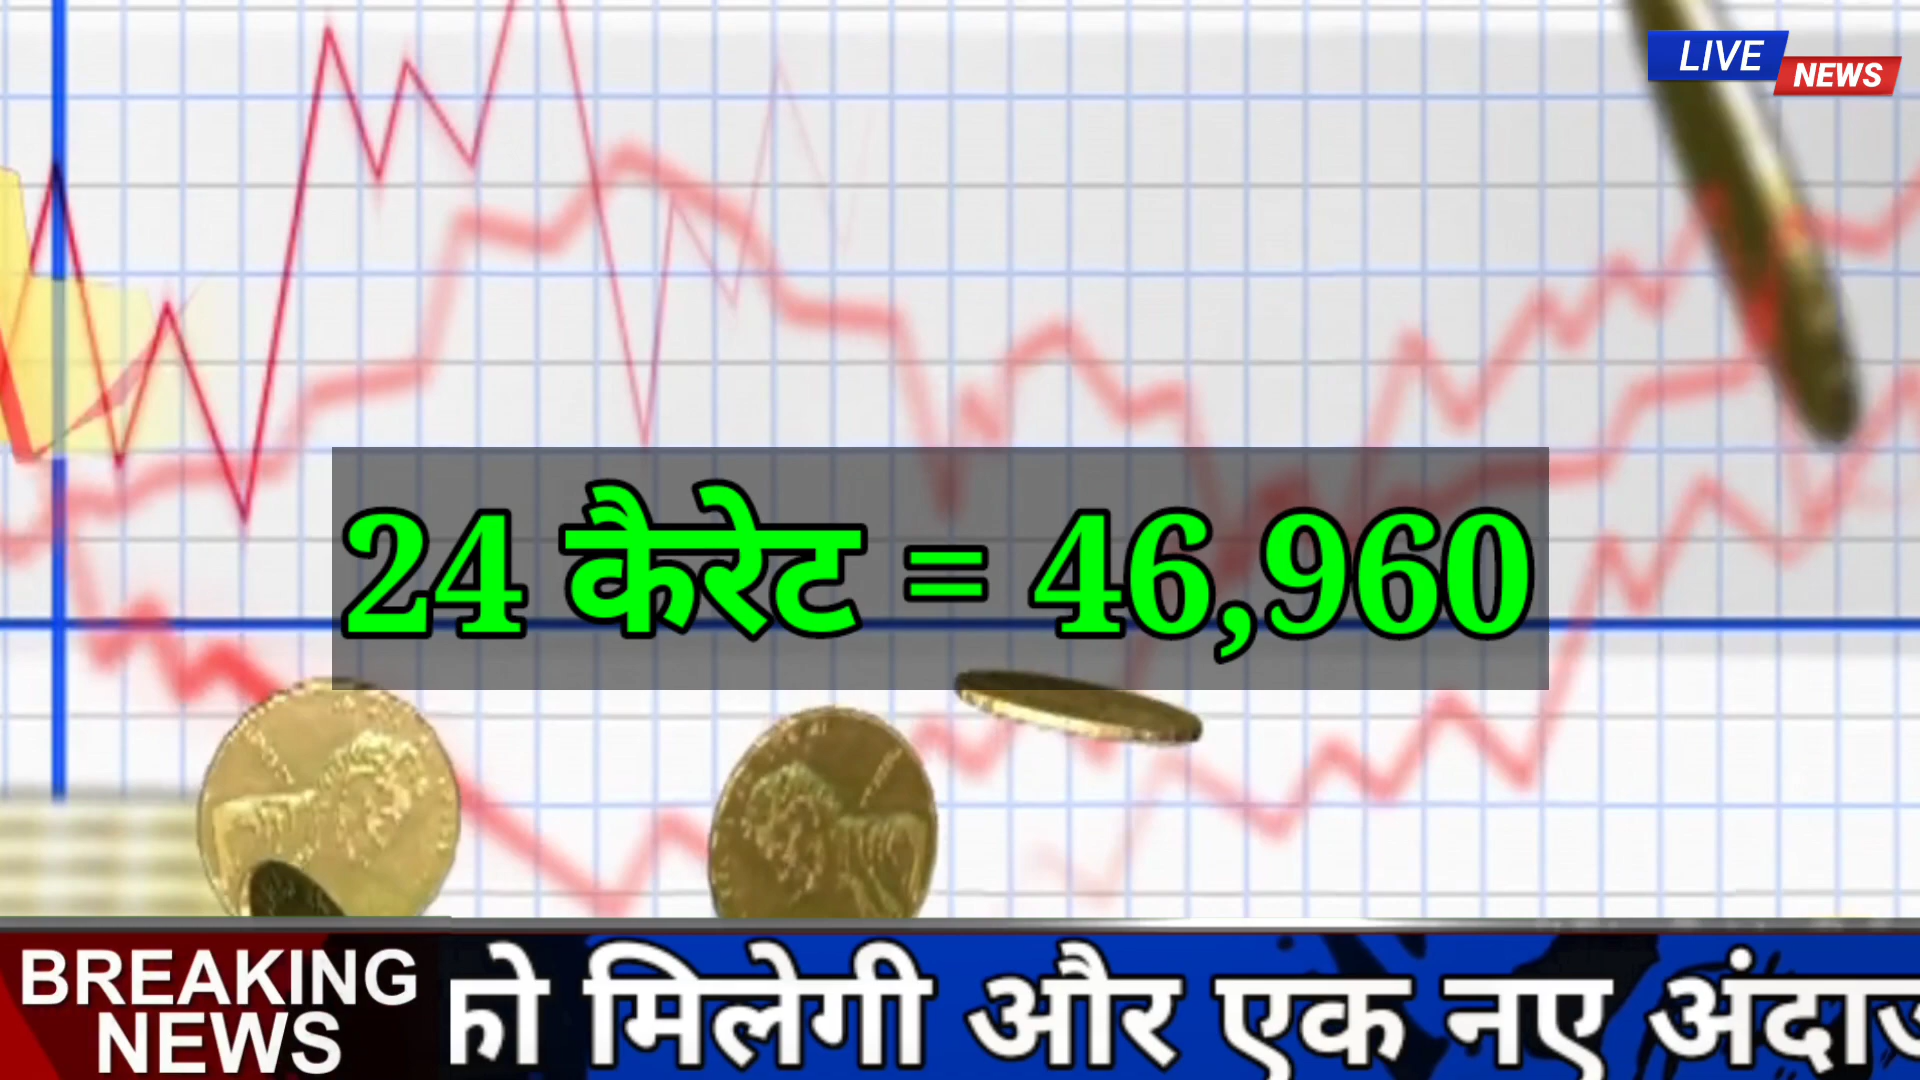 LIVE
NEWS
24 कैरेट = 46,960
BREAKING
NEWS
मिलेगी और एक नए